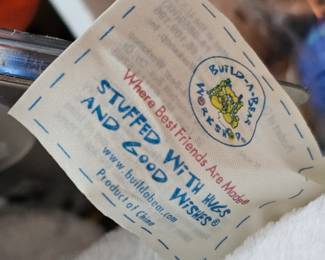 BUILD-A-BEAR
WORKSHOP®
Where Best Friends Are Made®
STUFFED WITH HUGS
AND GOOD WISHES®
www.buildabear.com
Product of China